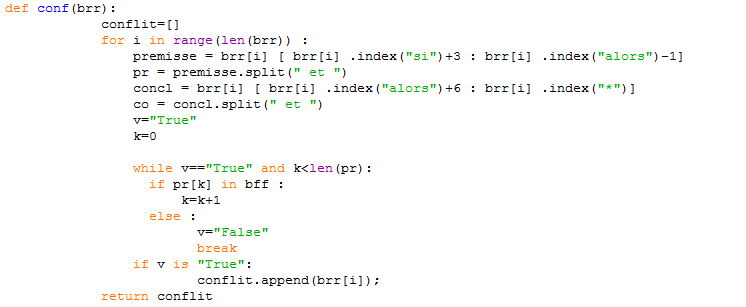 def conf(brr):
conflit=[]
for i in range(len(brr)) :
premisse = brr[i] [ brr[i] .index("si")+3 : brr[i] .index("alors")-1]
pr = premisse.split(" et ")
concl = brr[i] [ brr[i] .index("alors")+6 : brr[i] .index("*")]
co = concl.split(" et ")
v="True"
k=0
while v=="True" and k<len(pr):
if pr[k] in bff :
k=k+1
else :
v="False"
break
if v is "True":
conflit.append(brr[i]);
return conflit